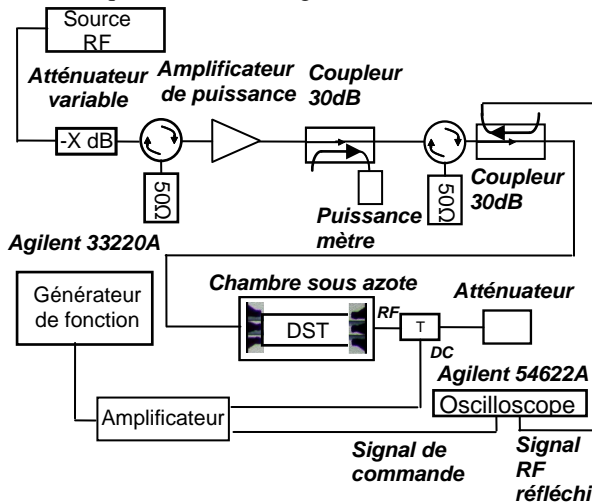 Source
RF
Atténuateur
variable
Amplificateur
de puissance
Coupleur
30dB
-X dB
50Ω
Puissance
mètre
50Ω
Coupleur
30dB
Agilent 33220A
Générateur
de fonction
Chambre sous azote
DST
RF
T
DC
Atténuateur
Agilent 54622A
Oscilloscope
Amplificateur
Signal de
commande
Signal
RF
réfléchi